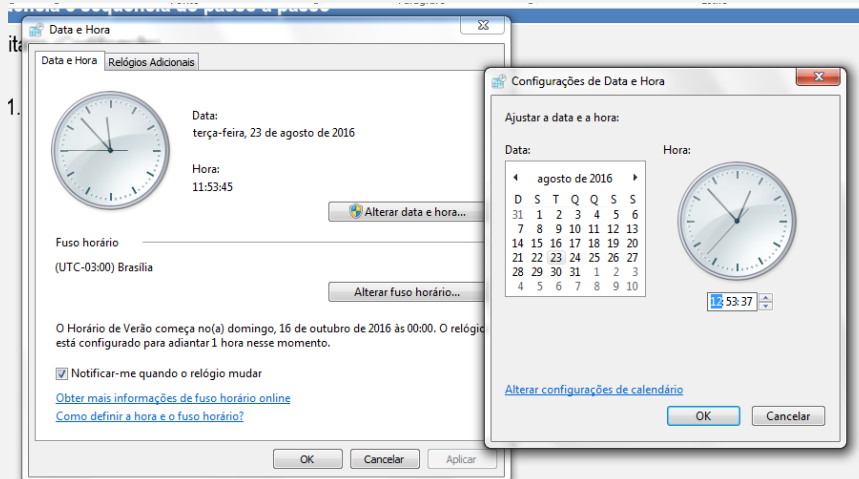 Data e Hora
Data e Hora
Relógios Adicionais
1.
Data:
terça-feira, 23 de agosto de 2016
Hora:
11:53:45
Alterar data e hora...
Fuso horário
(UTC-03:00) Brasília
Alterar fuso horário...
O Horário de Verão começa no(a) domingo, 16 de outubro de 2016 às 00:00. O relógio
está configurado para adiantar 1 hora nesse momento.
Notificar-me quando o relógio mudar
Obter mais informações de fuso horário online
Como definir a hora e o fuso horário?
OK
Cancelar
Aplicar
Configurações de Data e Hora
Ajustar a data e a hora:
Data:
agosto de 2016
D S T Q Q S S
31 1 2 3 4 5 6
7 8 9 10 11 12 13
14 15 16 17 18 19 20
21 22 23 24 25 26 27
28 29 30 31 1 2 3
4 5 6 7 8 9 10
Hora:
12:53:37
Alterar configurações de calendário
OK
Cancelar